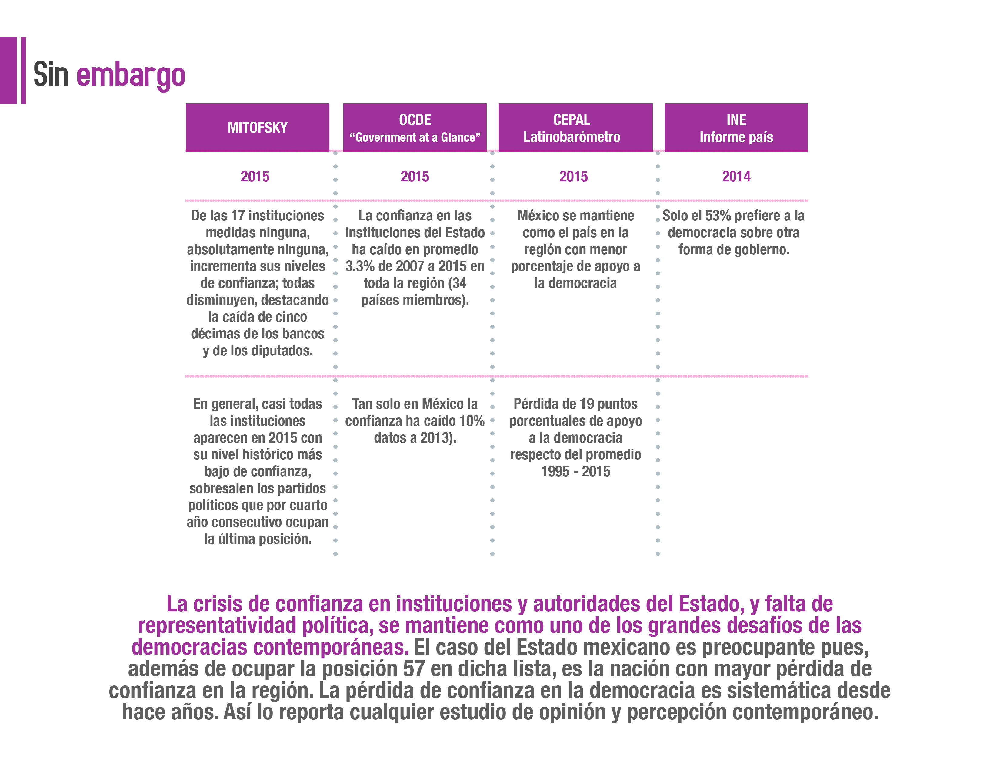 Sin embargo
MITOFSKY
OCDE
“Government at a Glance”
CEPAL
Latinobarómetro
INE
Informe país
2015
2015
2015
2014
De las 17 instituciones
medidas ninguna,
absolutamente ninguna,
incrementa sus niveles
de confianza; todas
disminuyen, destacando
la caída de cinco
décimas de los bancos
y de los diputados.
La confianza en las
instituciones del Estado
ha caído en promedio
3.3% de 2007 a 2015 en
toda la región (34
países miembros).
México se mantiene
como el país en la
región con menor
porcentaje de apoyo a
la democracia
Solo el 53% prefiere a la
democracia sobre otra
forma de gobierno.
En general, casi todas
las instituciones
aparecen en 2015 con
su nivel histórico más
bajo de confianza,
sobresalen los partidos
políticos que por cuarto
año consecutivo ocupan
la última posición.
Tan solo en México la
confianza ha caído 10%
datos a 2013).
Pérdida de 19 puntos
porcentuales de apoyo
a la democracia
respecto del promedio
1995 - 2015
La crisis de confianza en instituciones y autoridades del Estado, y falta de
representatividad política, se mantiene como uno de los grandes desafíos de las
democracias contemporáneas. El caso del Estado mexicano es preocupante pues,
además de ocupar la posición 57 en dicha lista, es la nación con mayor pérdida de
confianza en la región. La pérdida de confianza en la democracia es sistemática desde
hace años. Así lo reporta cualquier estudio de opinión y percepción contemporáneo.